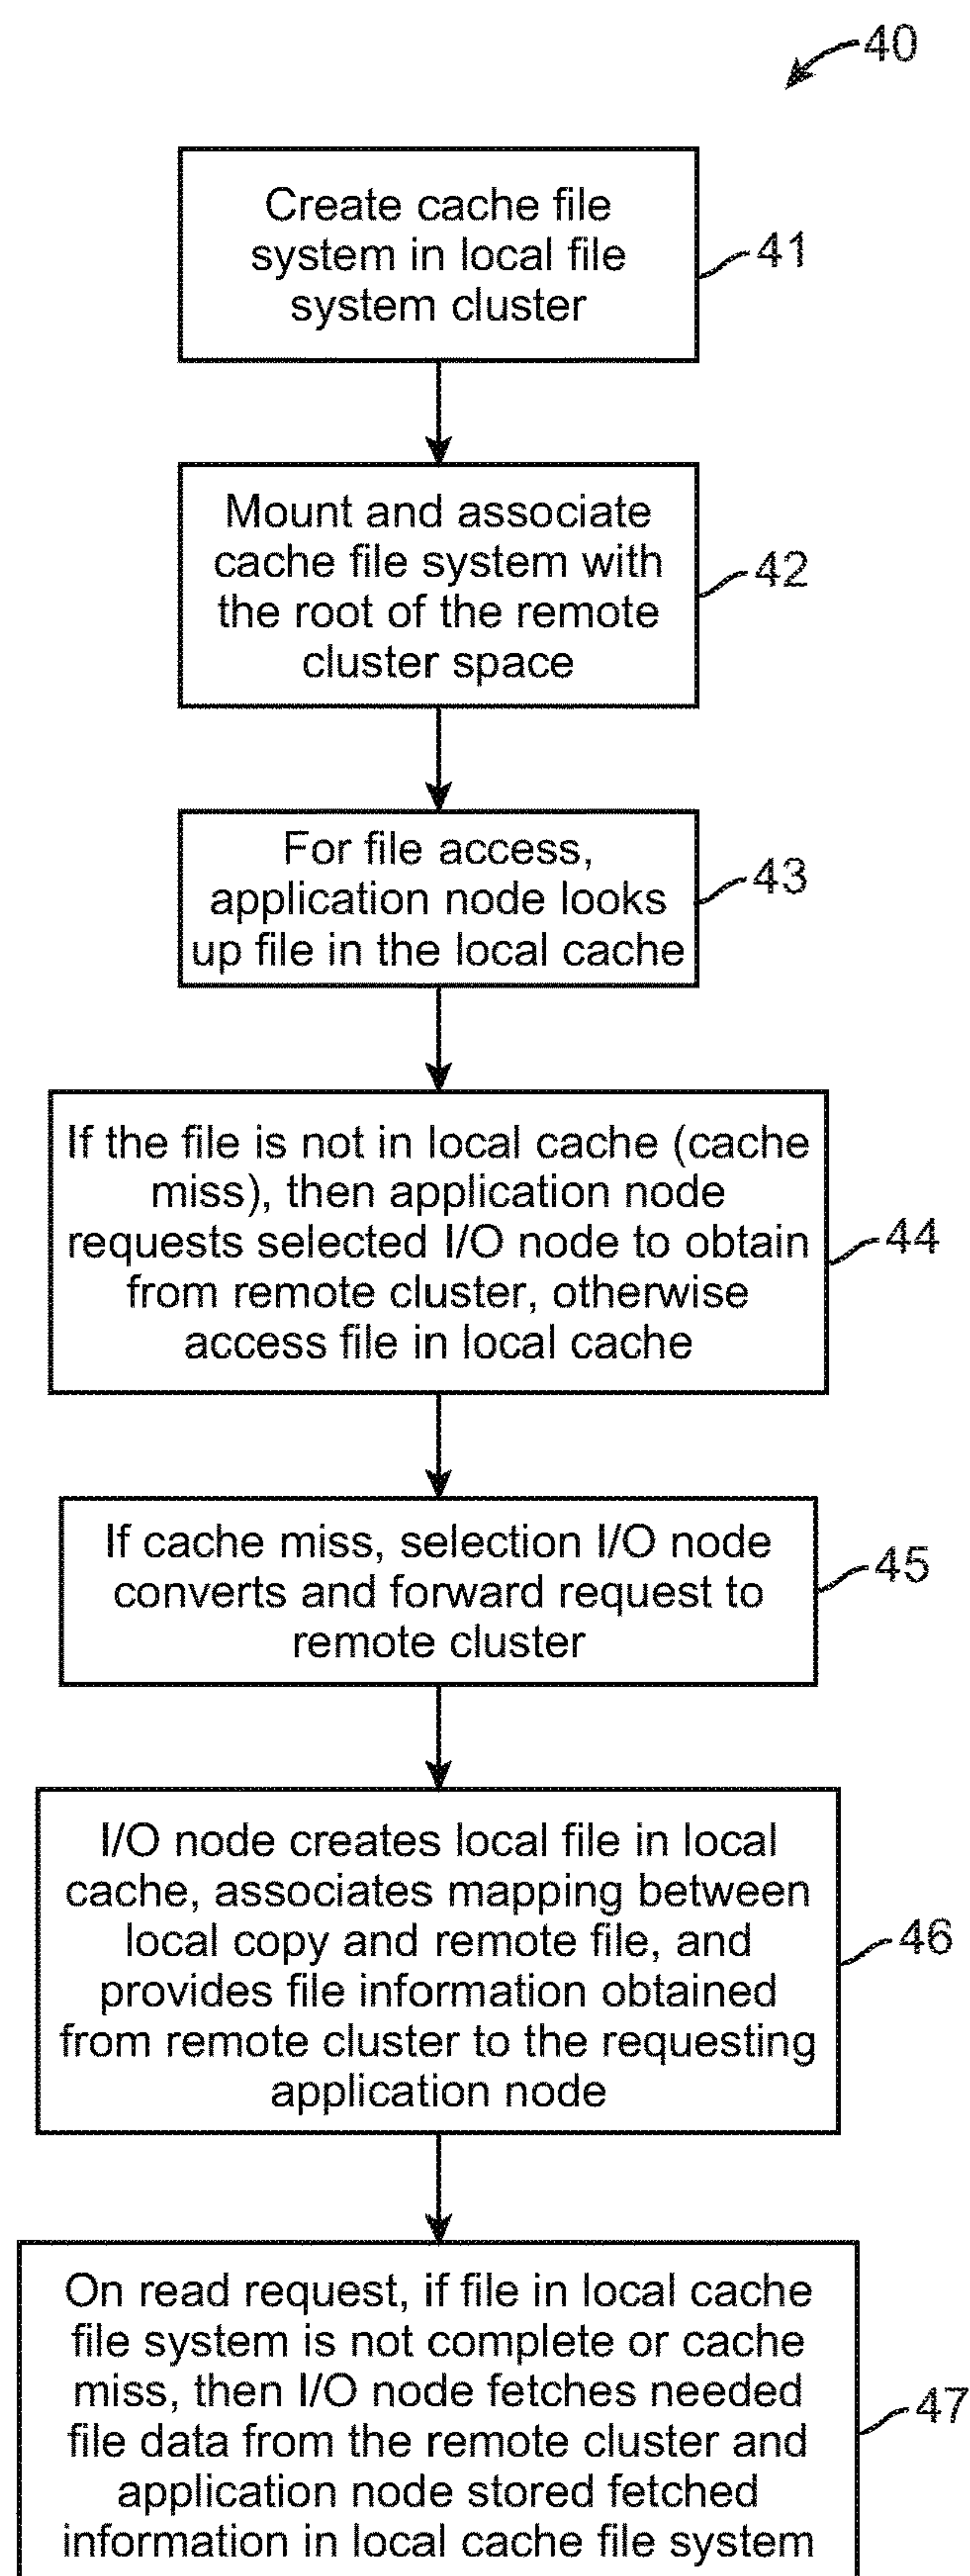 40
Create cache file
system in local file
system cluster
41
Mount and associate
cache file system with
the root of the remote
cluster space
42
For file access,
application node looks
up file in the local cache
43
If the file is not in local cache (cache
miss), then application node
requests selected I/O node to obtain
from remote cluster, otherwise
access file in local cache
44
If cache miss, selection I/O node
converts and forward request to
remote cluster
45
I/O node creates local file in local
cache, associates mapping between
local copy and remote file, and
provides file information obtained
from remote cluster to the requesting
application node
46
On read request, if file in local cache
file system is not complete or cache
miss, then I/O node fetches needed
file data from the remote cluster and
application node stored fetched
information in local cache file system
47